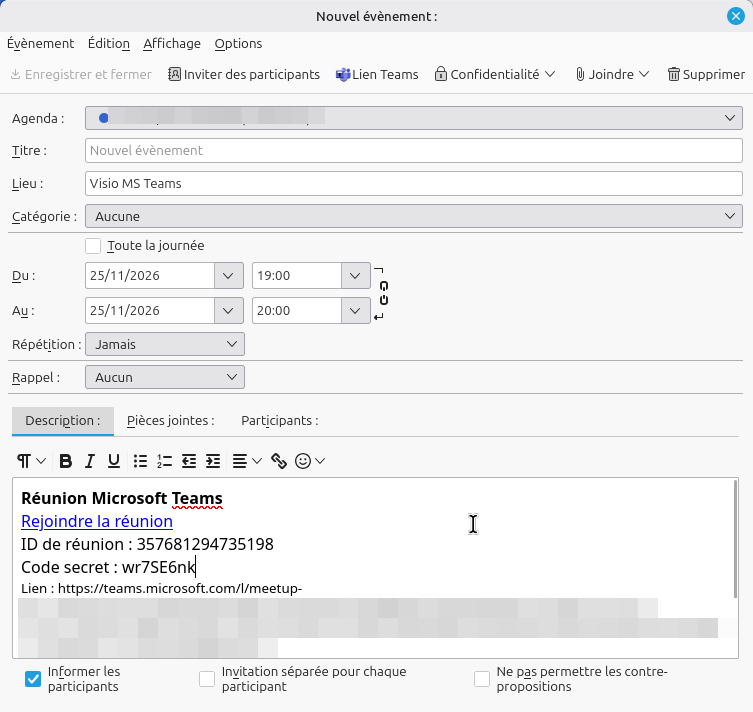 Nouvel évènement :
Évènement Édition Affichage Options
Enregistrer et fermer Inviter des participants Lien Teams Confidentialité Joindre Supprimer
Agenda :
Titre : Nouvel évènement
Lieu : Visio MS Teams
Catégorie : Aucune
Toute la journée
Du : 25/11/2026 19:00
Au : 25/11/2026 20:00
Répétition : Jamais
Rappel : Aucun
Description : Pièces jointes : Participants :
Réunion Microsoft Teams
Rejoindre la réunion
ID de réunion : 357681294735198
Code secret : wr7SE6nk
Lien : https://teams.microsoft.com/l/meetup-
Informer les participants
Invitation séparée pour chaque participant
Ne pas permettre les contre-propositions